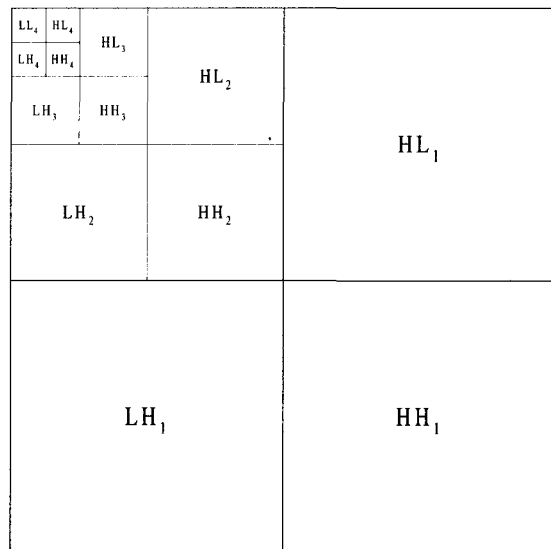 LL₄ HL₄
HL₃
LH₄ HH₄
HL₂
LH₃ HH₃
HL₁
LH₂ HH₂
LH₁ HH₁